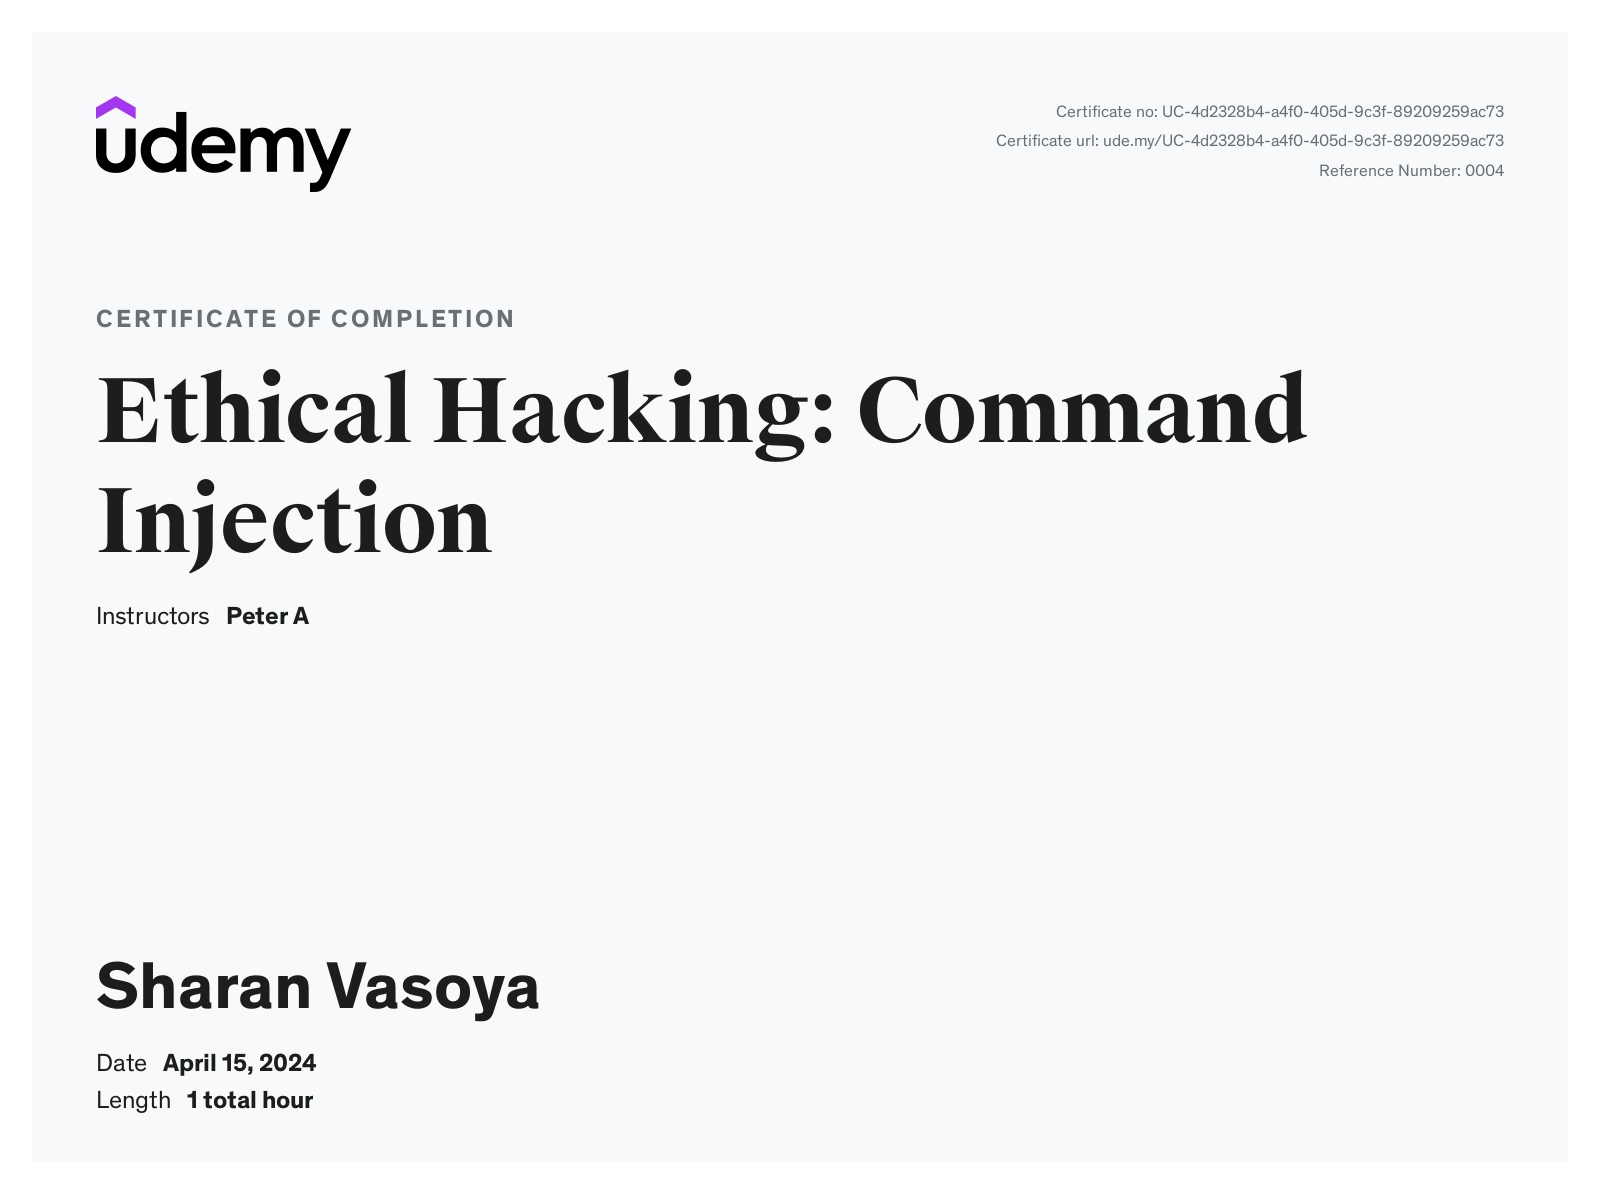 udemy
Certificate no: UC-4d2328b4-a4f0-405d-9c3f-89209259ac73
Certificate url: ude.my/UC-4d2328b4-a4f0-405d-9c3f-89209259ac73
Reference Number: 0004
CERTIFICATE OF COMPLETION
Ethical Hacking: Command
Injection
Instructors Peter A
Sharan Vasoya
Date April 15, 2024
Length 1 total hour